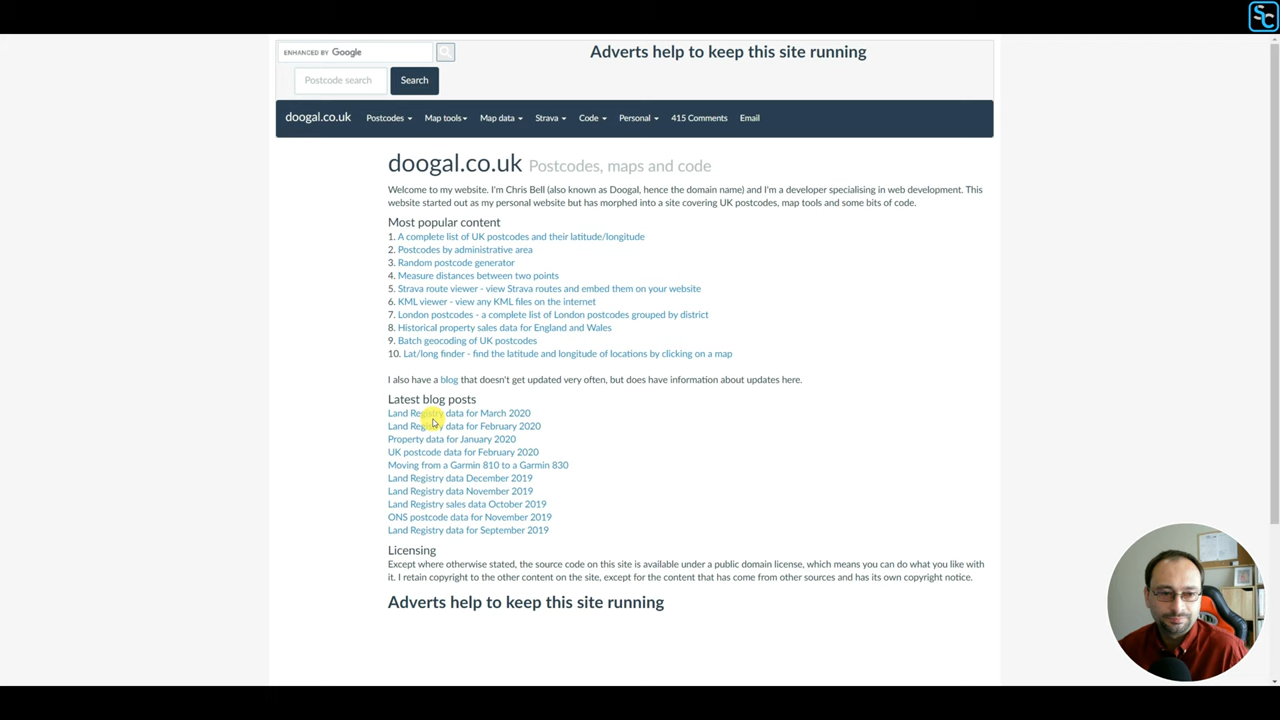 SC
ENHANCED BY Google
Adverts help to keep this site running
Postcode search Search
doogal.co.uk Postcodes Map tools Map data Strava Code Personal 415 Comments Email
doogal.co.uk Postcodes, maps and code
Welcome to my website. I'm Chris Bell (also known as Doogal, hence the domain name) and I'm a developer specialising in web development. This
website started out as my personal website but has morphed into a site covering UK postcodes, map tools and some bits of code.
Most popular content
1. A complete list of UK postcodes and their latitude/longitude
2. Postcodes by administrative area
3. Random postcode generator
4. Measure distances between two points
5. Strava route viewer - view Strava routes and embed them on your website
6. KML viewer - view any KML files on the internet
7. London postcodes - a complete list of London postcodes grouped by district
8. Historical property sales data for England and Wales
9. Batch geocoding of UK postcodes
10. Lat/long finder - find the latitude and longitude of locations by clicking on a map
I also have a blog that doesn't get updated very often, but does have information about updates here.
Latest blog posts
Land Registry data for March 2020
Land Registry data for February 2020
Property data for January 2020
UK postcode data for February 2020
Moving from a Garmin 810 to a Garmin 830
Land Registry data December 2019
Land Registry data November 2019
Land Registry sales data October 2019
ONS postcode data for November 2019
Land Registry data for September 2019
Licensing
Except where otherwise stated, the source code on this site is available under a public domain license, which means you can do what you like with
it. I retain copyright to the other content on the site, except for the content that has come from other sources and has its own copyright notice.
Adverts help to keep this site running